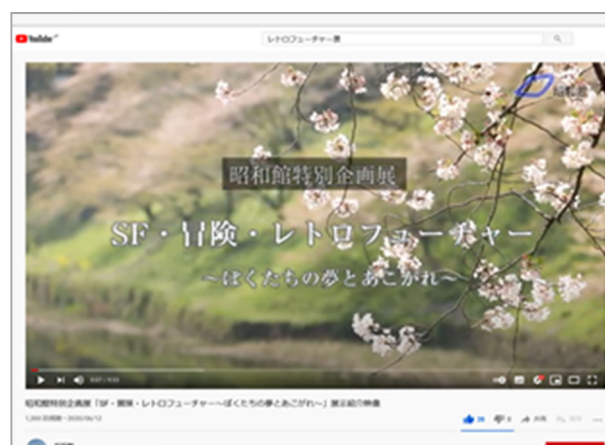 YouTube JP
レトロフューチャー展
昭和館
昭和館特別企画展
SF・冒険・レトロフューチャー
～ぼくたちの夢とあこがれ～
昭和館特別企画展「SF・冒険・レトロフューチャー～ぼくたちの夢とあこがれ～」展示紹介映像
共有